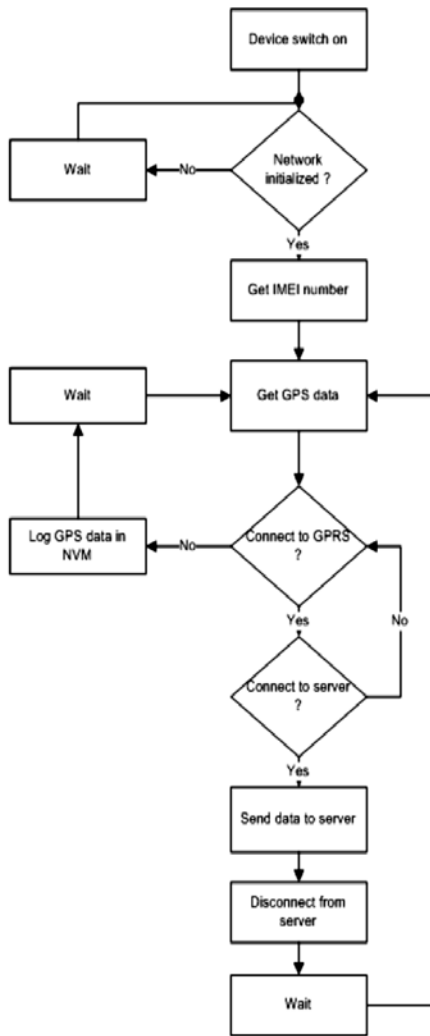 Device switch on
Wait
No
Network
initialized ?
Yes
Get IMEI number
Wait
Get GPS data
Log GPS data in
NVM
No
Connect to GPRS
?
Yes
No
Connect to server
?
Yes
Send data to server
Disconnect from
server
Wait